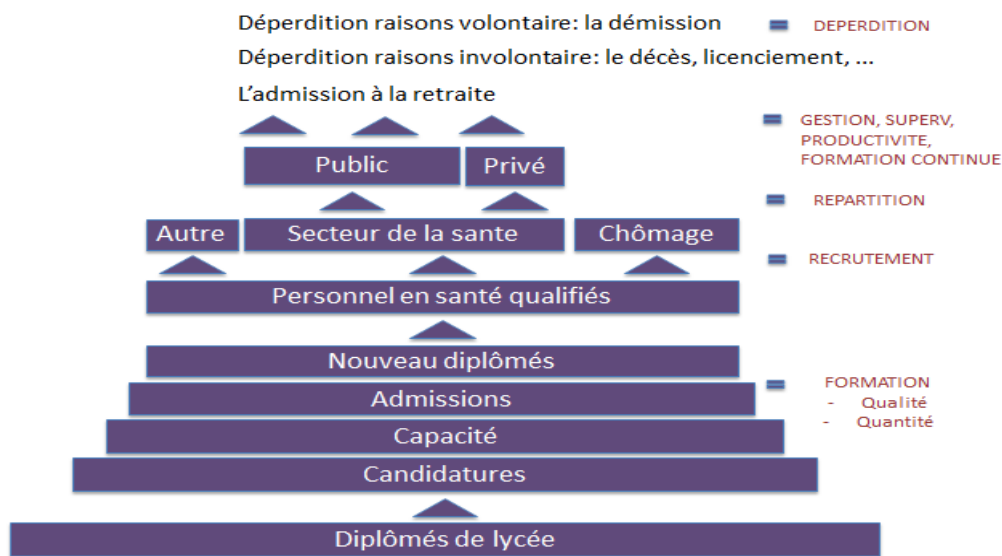 Déperdition raisons volontaire: la démission
= DEPERDITION
Déperdition raisons involontaire: le décès, licenciement, ...
L'admission à la retraite
= GESTION, SUPERV,
PRODUCTIVITE,
FORMATION CONTINUE
Public
Privé
= REPARTITION
Autre
Secteur de la sante
Chômage
= RECRUTEMENT
Personnel en santé qualifiés
Nouveau diplômés
= FORMATION
- Qualité
- Quantité
Admissions
Capacité
Candidatures
Diplômés de lycée